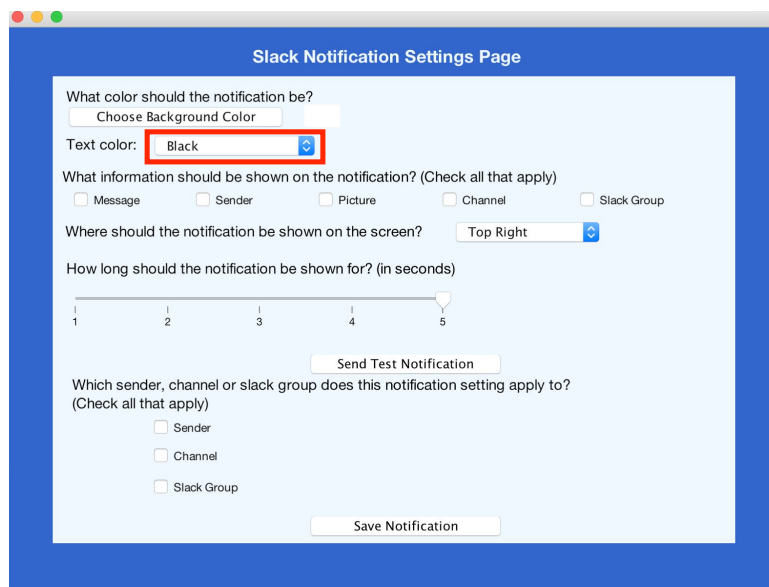 Slack Notification Settings Page
What color should the notification be?
Choose Background Color
Text color: Black
What information should be shown on the notification? (Check all that apply)
Message Sender Picture Channel Slack Group
Where should the notification be shown on the screen? Top Right
How long should the notification be shown for? (in seconds)
1 2 3 4 5
Send Test Notification
Which sender, channel or slack group does this notification setting apply to?
(Check all that apply)
Sender
Channel
Slack Group
Save Notification